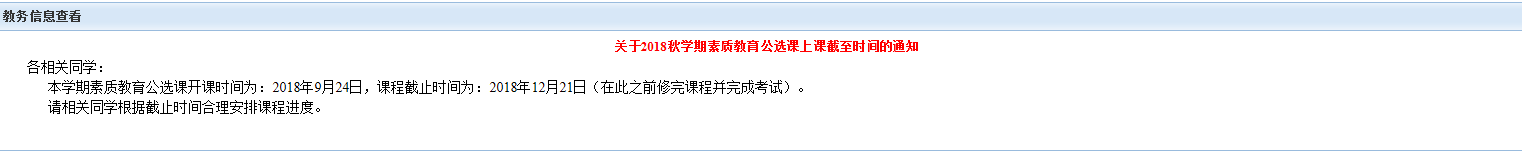 教务信息查看
关于2018秋学期素质教育公选课上课截至时间的通知
各相关同学：
本学期素质教育公选课开课时间为：2018年9月24日，课程截止时间为：2018年12月21日（在此之前修完课程并完成考试）。
请相关同学根据截止时间合理安排课程进度。